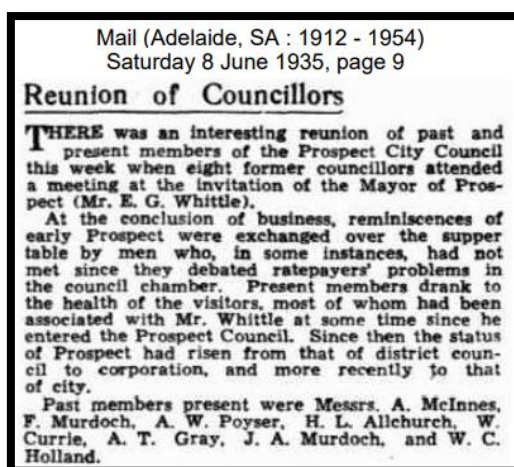 Mail (Adelaide, SA : 1912 - 1954)
Saturday 8 June 1935, page 9
Reunion of Councillors
THERE was an interesting reunion of past and
present members of the Prospect City Council
this week when eight former councillors attended
a meeting at the invitation of the Mayor of Pros-
pect (Mr. E. G. Whittle).
At the conclusion of business, reminiscences of
early Prospect were exchanged over the supper
table by men who, in some instances, had not
met since they debated ratepayers' problems in
the council chamber. Present members drank to
the health of the visitors, most of whom had been
associated with Mr. Whittle at some time since he
entered the Prospect Council. Since then the status
of Prospect had risen from that of district coun-
cil to corporation, and more recently to that
of city.
Past members present were Messrs. A. McInnes,
F. Murdoch, A. W. Poyser, H. L. Allchurch, W.
Currie, A. T. Gray, J. A. Murdoch, and W. C.
Holland.